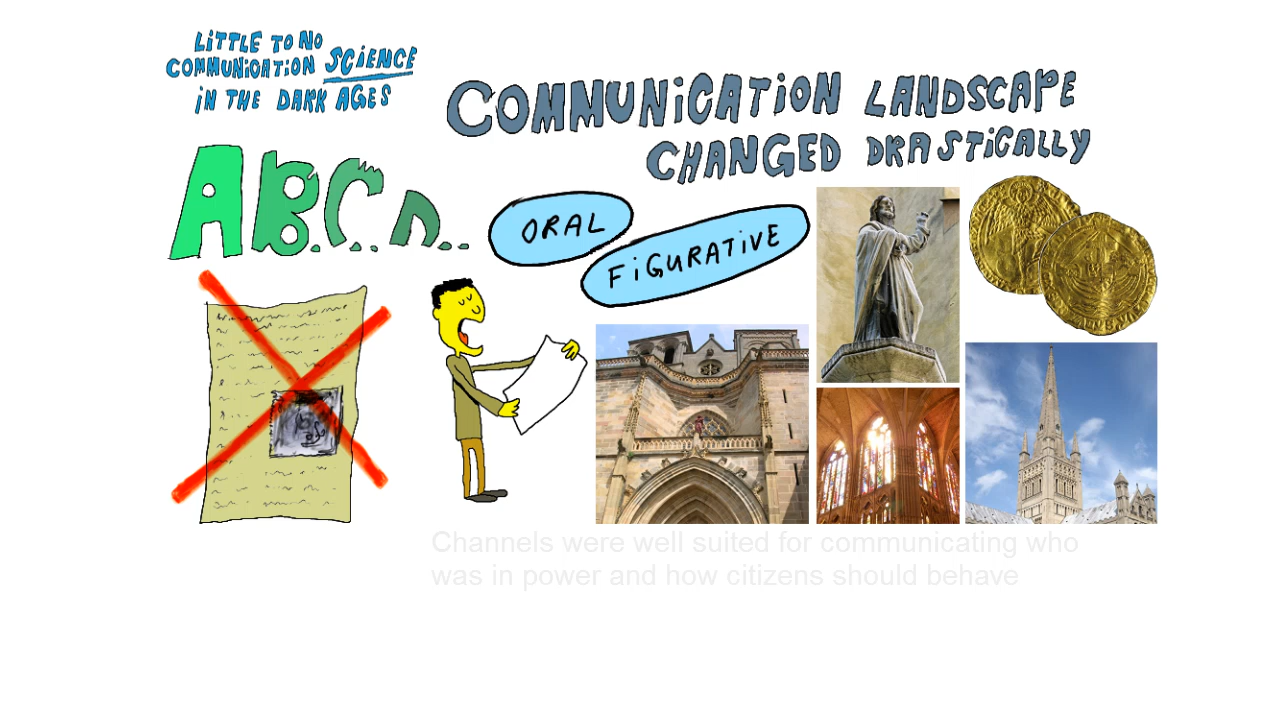 LiTTLE TO NO
COMMUNiCATiON SCiENCE
iN THE DARK AGES
COMMUNiCATiON LANDSCAPE
CHANGED DRASTiCALLY
A B.C.. D...
ORAL
FiGURATiVE
Channels were well suited for communicating who
was in power and how citizens should behave